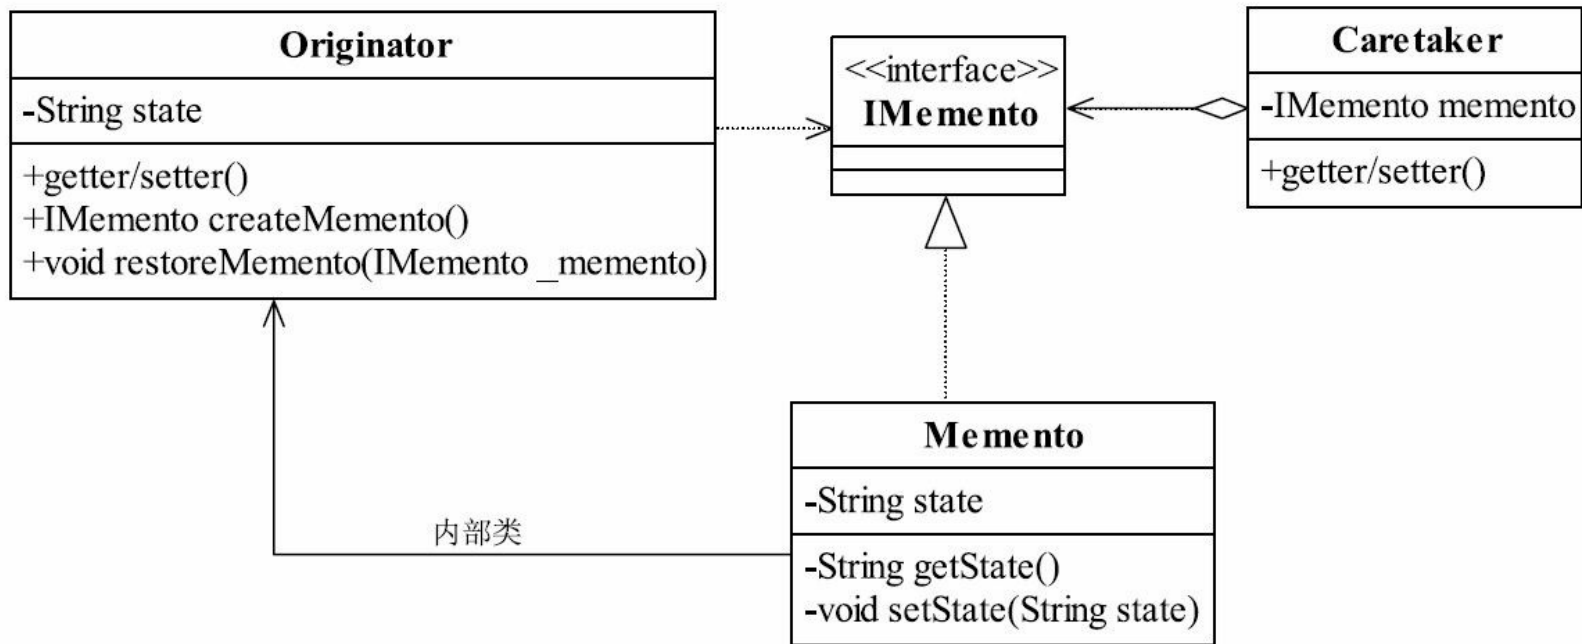 Originator
-String state
+getter/setter()
+IMemento createMemento()
+void restoreMemento(IMemento _memento)
<<interface>>
IMemento
Caretaker
-IMemento memento
+getter/setter()
内部类
Memento
-String state
-String getState()
-void setState(String state)